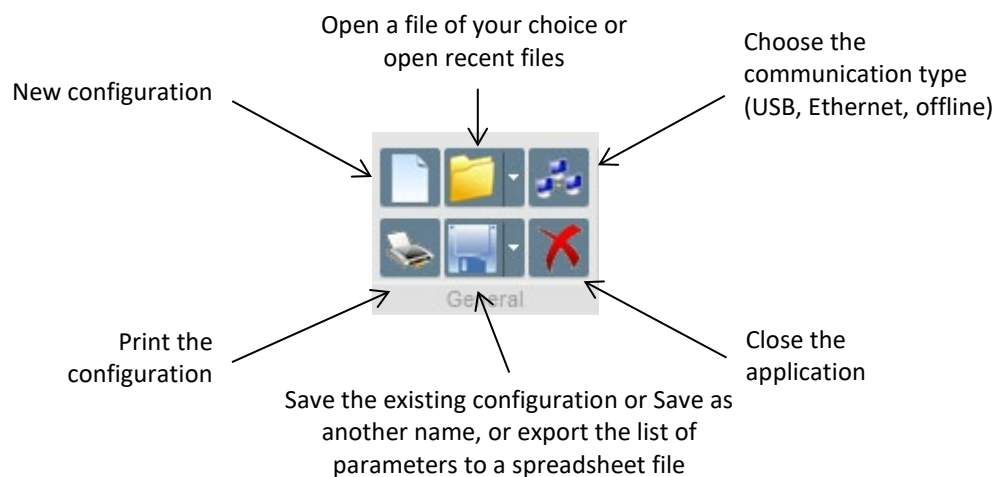 Open a file of your choice or
open recent files
Choose the
communication type
(USB, Ethernet, offline)
New configuration
General
Print the
configuration
Close the
application
Save the existing configuration or Save as
another name, or export the list of
parameters to a spreadsheet file